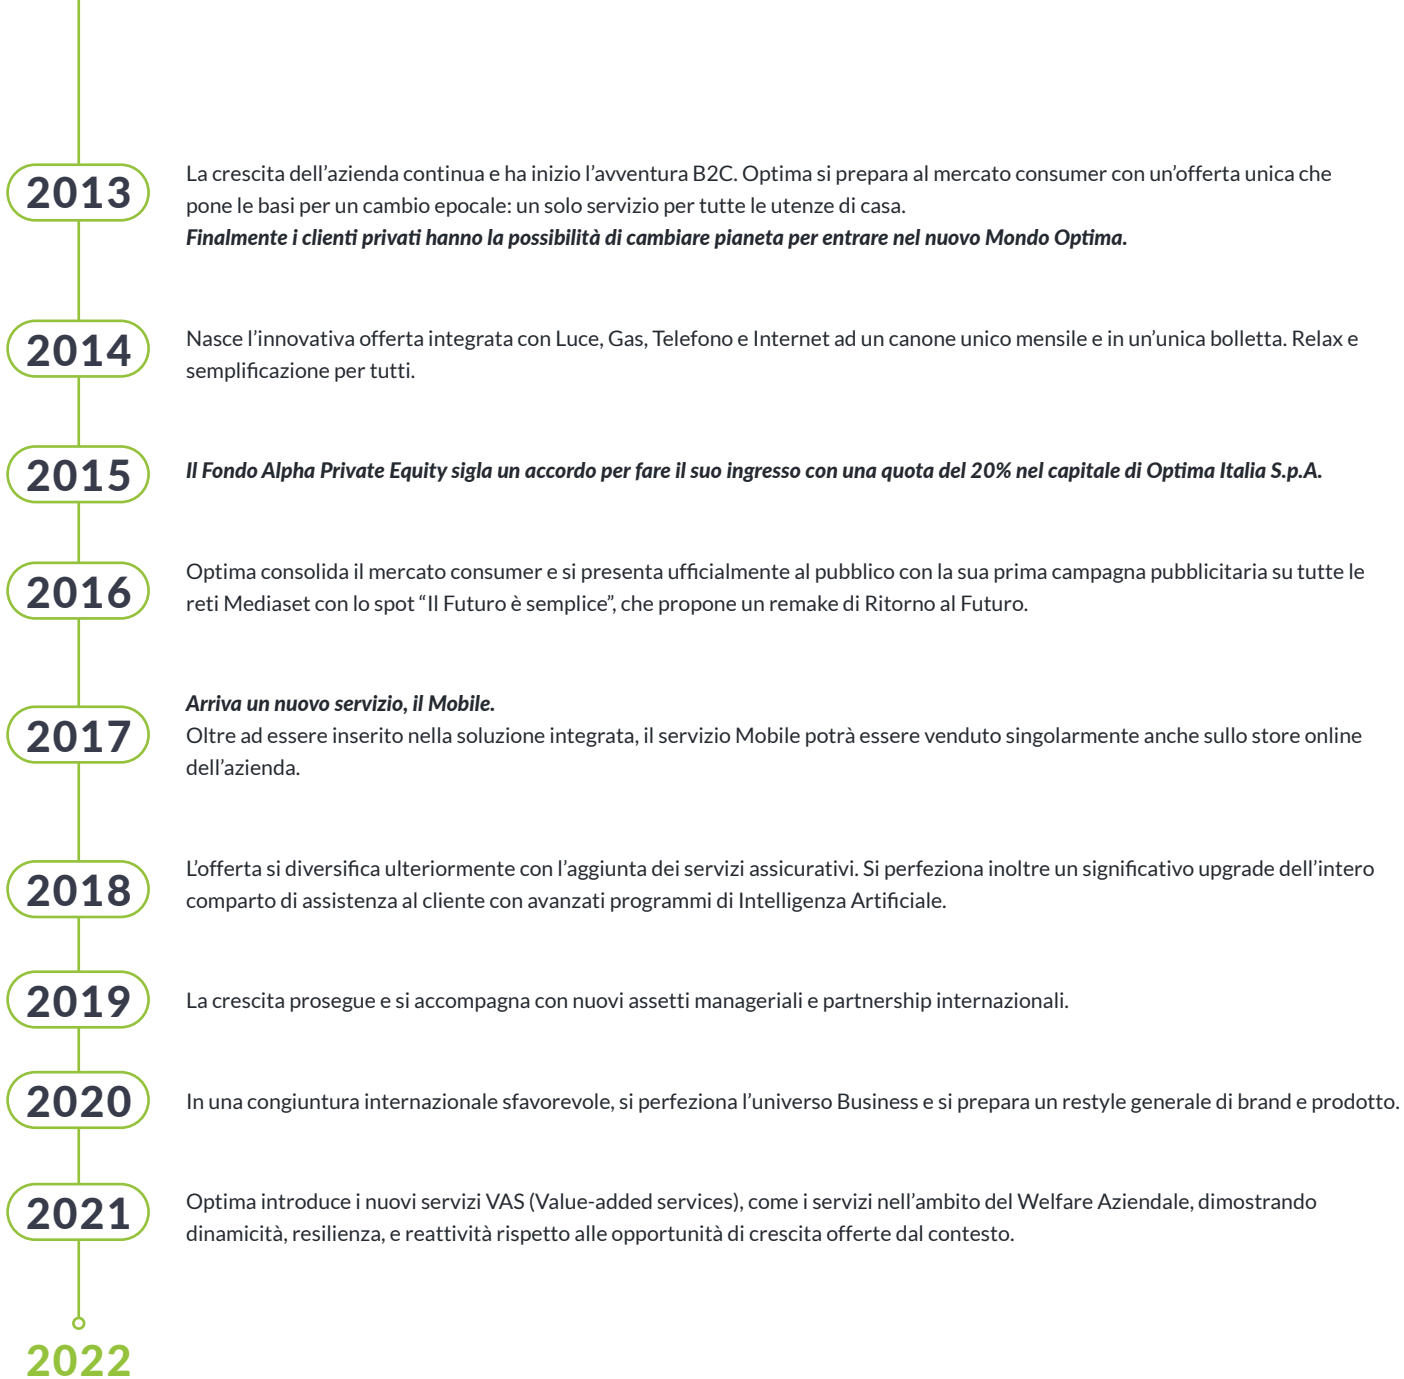 2013
La crescita dell’azienda continua e ha inizio l’avventura B2C. Optima si prepara al mercato consumer con un’offerta unica che
pone le basi per un cambio epocale: un solo servizio per tutte le utenze di casa.
Finalmente i clienti privati hanno la possibilità di cambiare pianeta per entrare nel nuovo Mondo Optima.
2014
Nasce l’innovativa offerta integrata con Luce, Gas, Telefono e Internet ad un canone unico mensile e in un’unica bolletta. Relax e
semplificazione per tutti.
2015
Il Fondo Alpha Private Equity sigla un accordo per fare il suo ingresso con una quota del 20% nel capitale di Optima Italia S.p.A.
2016
Optima consolida il mercato consumer e si presenta ufficialmente al pubblico con la sua prima campagna pubblicitaria su tutte le
reti Mediaset con lo spot “Il Futuro è semplice”, che propone un remake di Ritorno al Futuro.
2017
Arriva un nuovo servizio, il Mobile.
Oltre ad essere inserito nella soluzione integrata, il servizio Mobile potrà essere venduto singolarmente anche sullo store online
dell’azienda.
2018
L’offerta si diversifica ulteriormente con l’aggiunta dei servizi assicurativi. Si perfeziona inoltre un significativo upgrade dell’intero
comparto di assistenza al cliente con avanzati programmi di Intelligenza Artificiale.
2019
La crescita prosegue e si accompagna con nuovi assetti manageriali e partnership internazionali.
2020
In una congiuntura internazionale sfavorevole, si perfeziona l’universo Business e si prepara un restyle generale di brand e prodotto.
2021
Optima introduce i nuovi servizi VAS (Value-added services), come i servizi nell’ambito del Welfare Aziendale, dimostrando
dinamicità, resilienza, e reattività rispetto alle opportunità di crescita offerte dal contesto.
2022